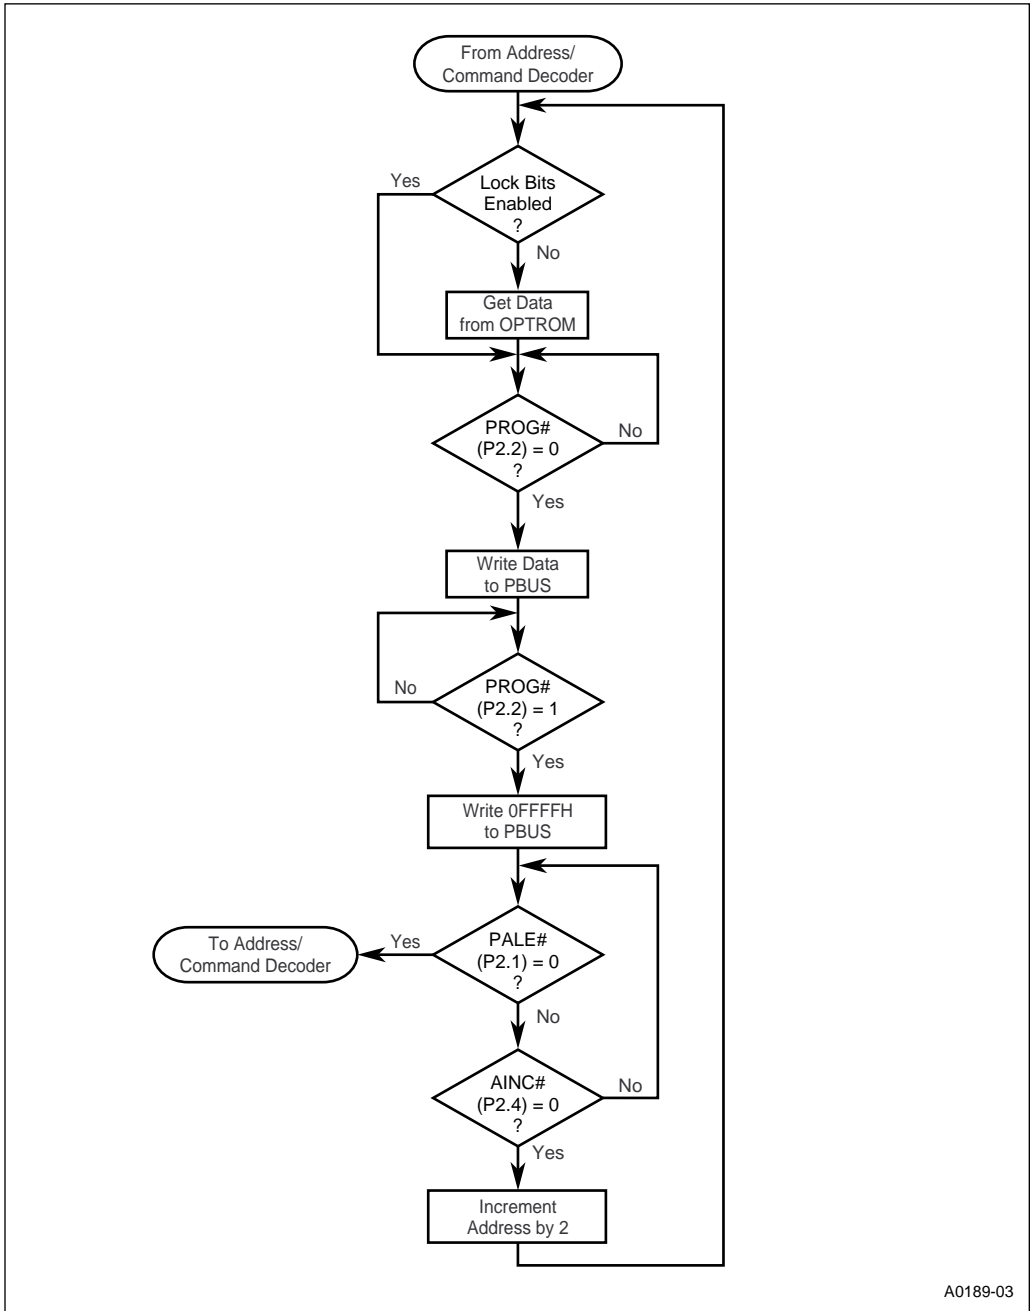 From Address/
Command Decoder
Yes
Lock Bits
Enabled
?
No
Get Data
from OPTROM
PROG#
(P2.2) = 0
?
No
Yes
Write Data
to PBUS
No
PROG#
(P2.2) = 1
?
Yes
Write 0FFFFH
to PBUS
To Address/
Command Decoder
Yes
PALE#
(P2.1) = 0
?
No
AINC#
(P2.4) = 0
?
No
Yes
Increment
Address by 2
A0189-03